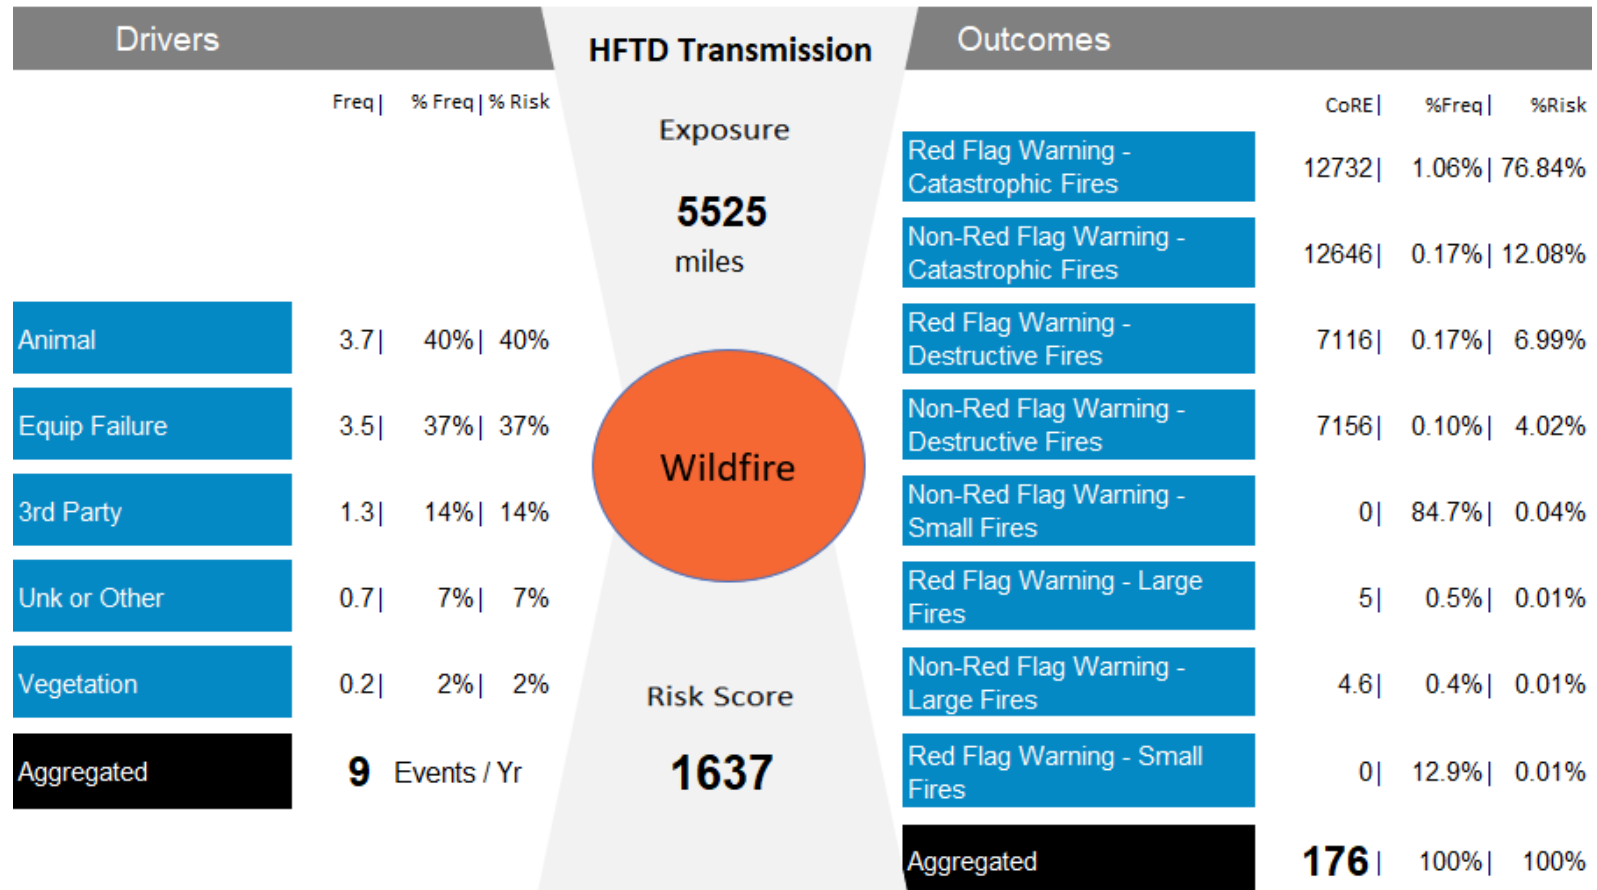 Drivers
HFTD Transmission
Outcomes
Freq| % Freq| % Risk
Exposure
5525
miles
CoRE| %Freq| %Risk
Red Flag Warning -
Catastrophic Fires
12732| 1.06%| 76.84%
Non-Red Flag Warning -
Catastrophic Fires
12646| 0.17%| 12.08%
Animal 3.7| 40%| 40%
Red Flag Warning -
Destructive Fires
7116| 0.17%| 6.99%
Equip Failure 3.5| 37%| 37%
Wildfire
Non-Red Flag Warning -
Destructive Fires
7156| 0.10%| 4.02%
3rd Party 1.3| 14%| 14%
Non-Red Flag Warning -
Small Fires
0| 84.7%| 0.04%
Unk or Other 0.7| 7%| 7%
Red Flag Warning - Large
Fires
5| 0.5%| 0.01%
Vegetation 0.2| 2%| 2%
Risk Score
1637
Non-Red Flag Warning -
Large Fires
4.6| 0.4%| 0.01%
Aggregated 9 Events / Yr
Red Flag Warning - Small
Fires
0| 12.9%| 0.01%
Aggregated 176| 100%| 100%